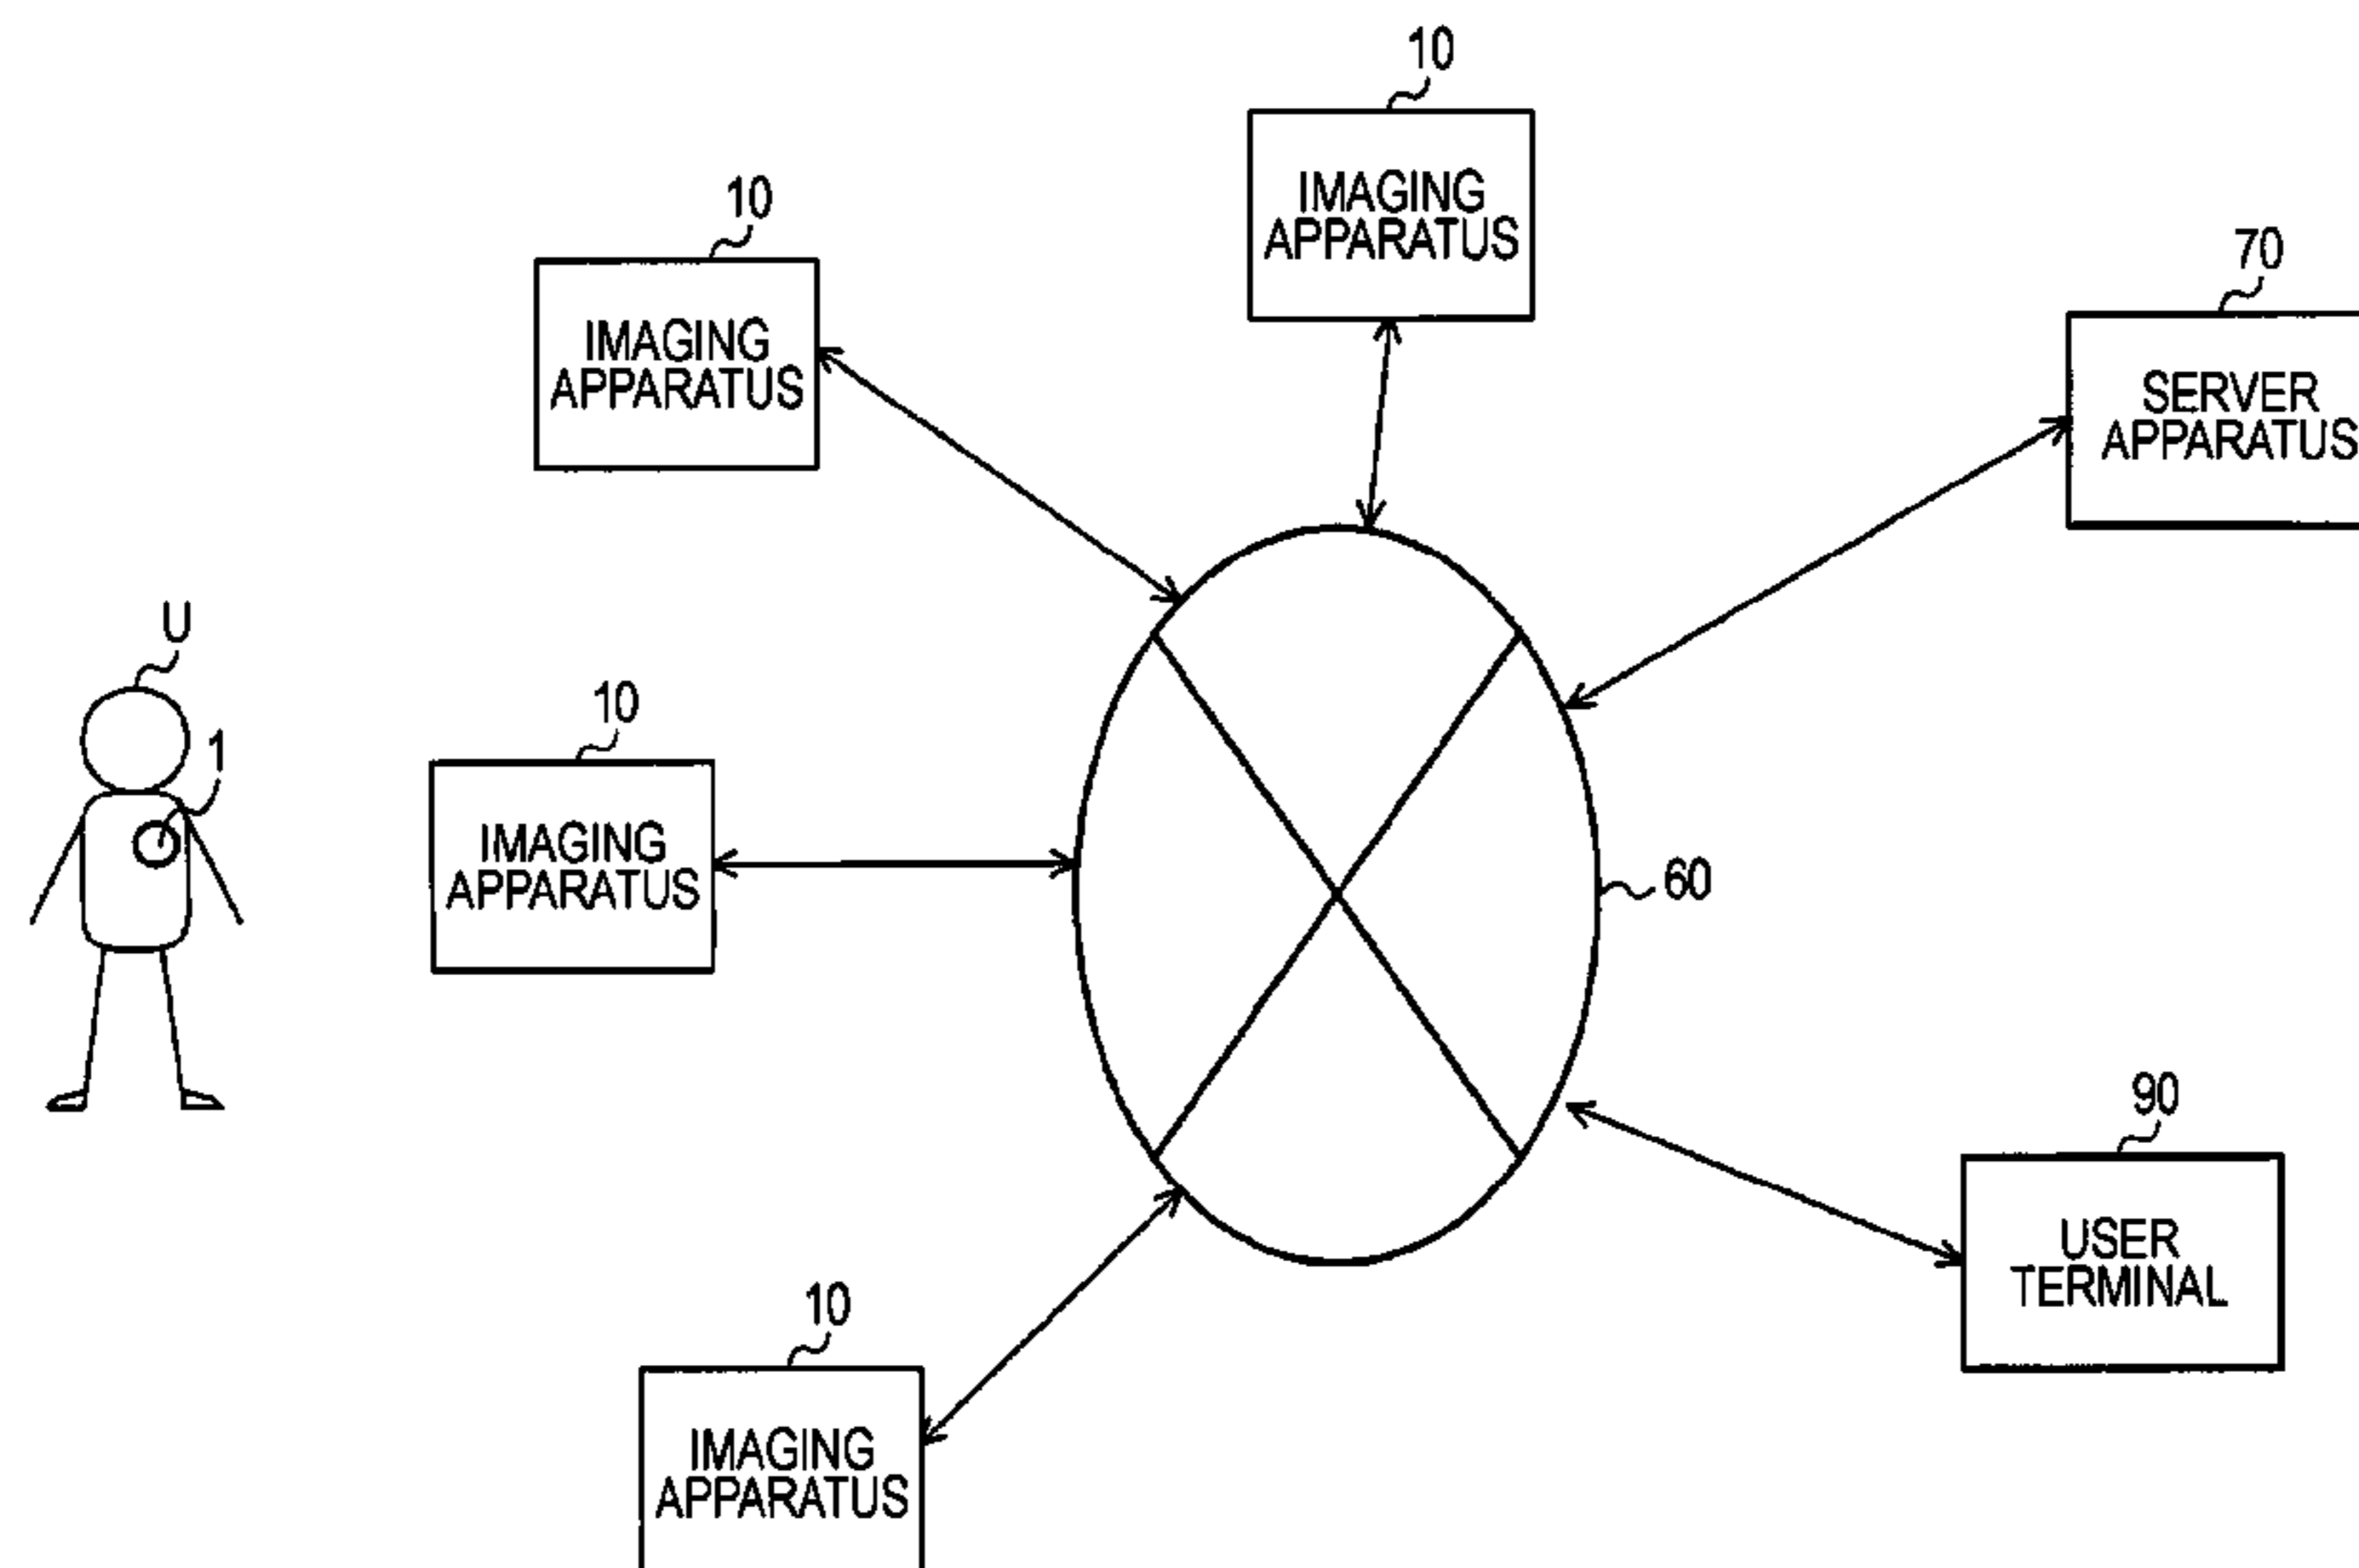 10
IMAGING
APPARATUS
10
IMAGING
APPARATUS
70
SERVER
APPARATUS
U
1
10
IMAGING
APPARATUS
60
90
USER
TERMINAL
10
IMAGING
APPARATUS